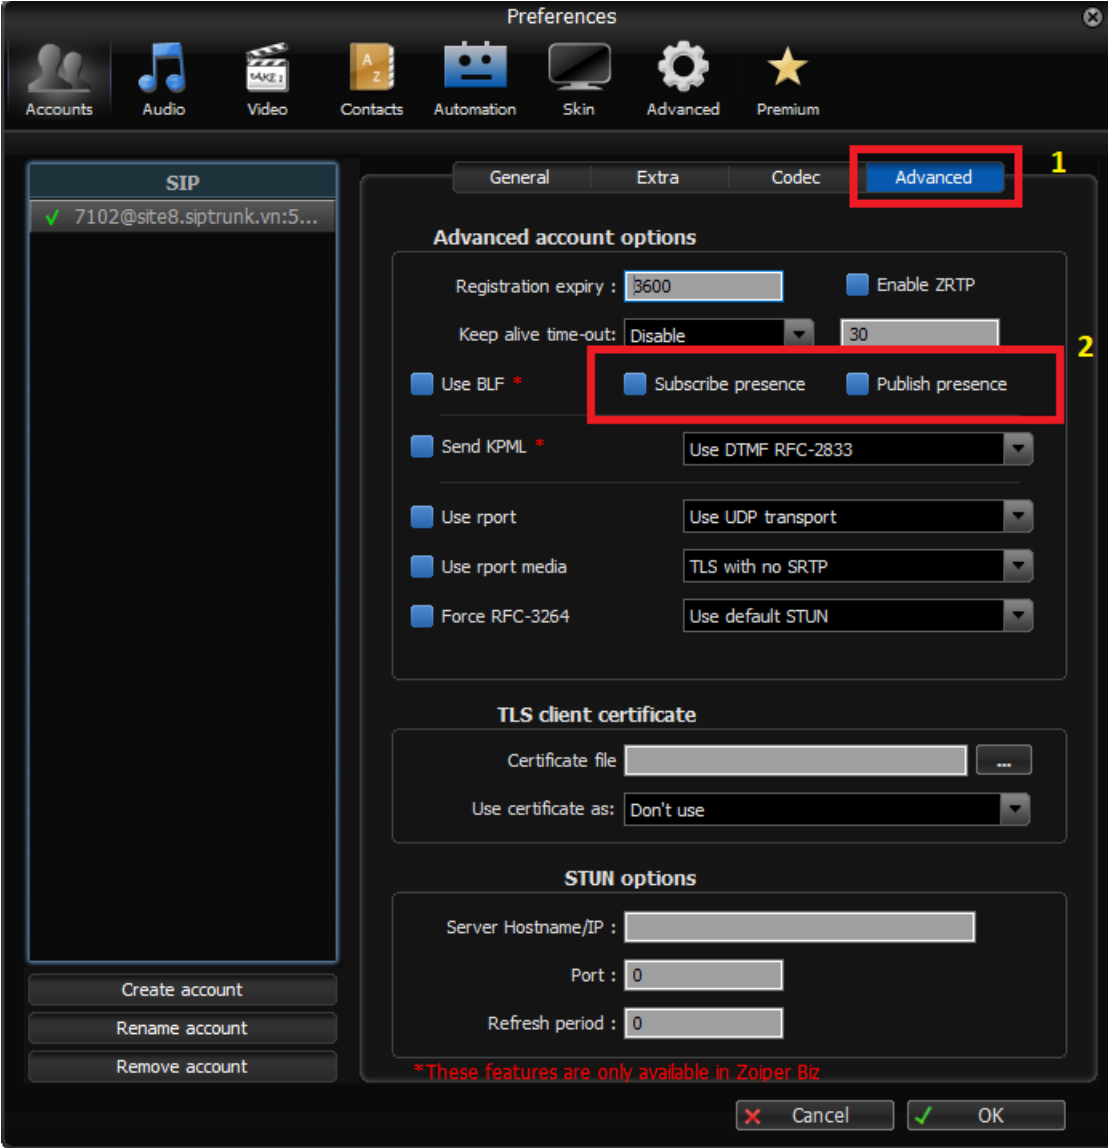 Preferences
Accounts Audio Video Contacts Automation Skin Advanced Premium
SIP
7102@site8.siptrunk.vn:5...
Create account
Rename account
Remove account
General Extra Codec Advanced 1
Advanced account options
Registration expiry : 3600 Enable ZRTP
Keep alive time-out: Disable 30
2
Use BLF * Subscribe presence Publish presence
Send KPML * Use DTMF RFC-2833
Use rport Use UDP transport
Use rport media TLS with no SRTP
Force RFC-3264 Use default STUN
TLS client certificate
Certificate file ...
Use certificate as: Don't use
STUN options
Server Hostname/IP :
Port : 0
Refresh period : 0
*These features are only available in Zoiper Biz
Cancel OK